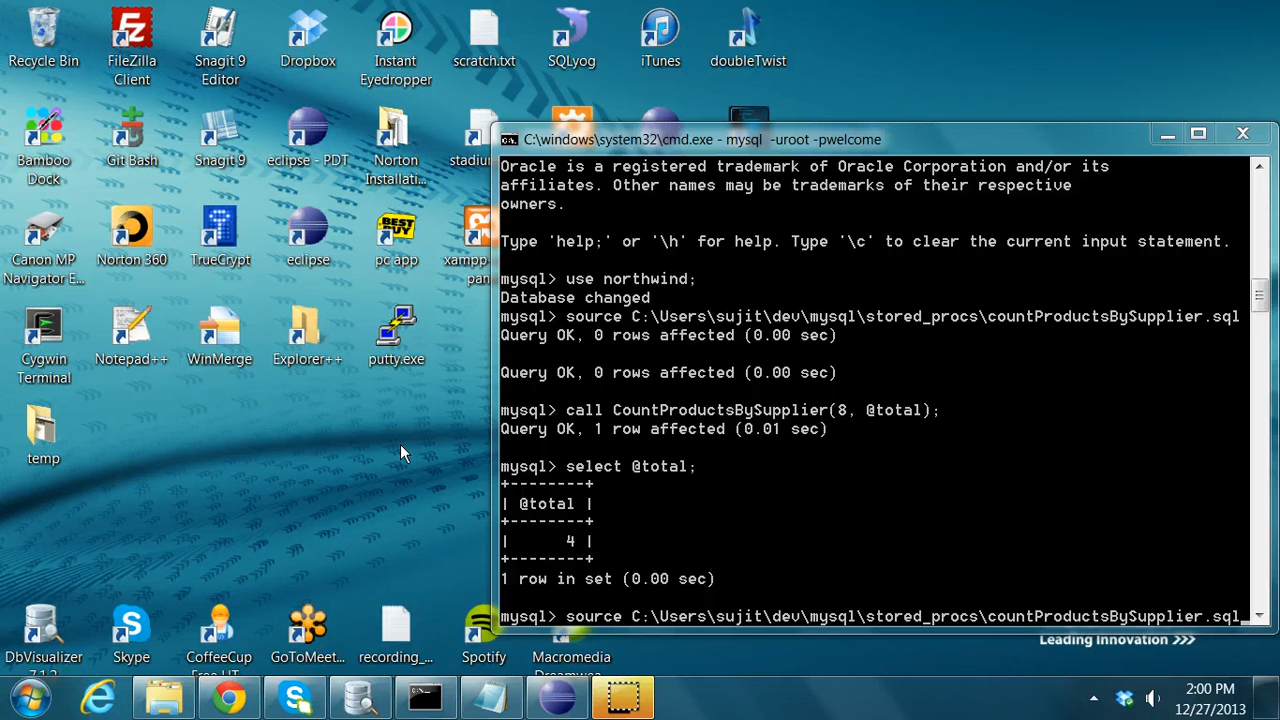 Recycle Bin
FileZilla
Client
Snagit 9
Editor
Dropbox
Instant
Eyedropper
scratch.txt
SQLyog
iTunes
doubleTwist
Bamboo
Dock
Git Bash
Snagit 9
eclipse - PDT
Norton
Installati...
Canon MP
Navigator E...
Norton 360
TrueCrypt
eclipse
BEST
BUY
pc app
Cygwin
Terminal
Notepad++
WinMerge
Explorer++
putty.exe
temp
DbVisualizer
7.1.2
Skype
CoffeeCup
GoToMeet...
recording_...
Spotify
Macromedia
C:\windows\system32\cmd.exe - mysql -uroot -pwelcome
Oracle is a registered trademark of Oracle Corporation and/or its
affiliates. Other names may be trademarks of their respective
owners.
Type 'help;' or '\h' for help. Type '\c' to clear the current input statement.
mysql> use northwind;
Database changed
mysql> source C:\Users\sujit\dev\mysql\stored_procs\countProductsBySupplier.sql
Query OK, 0 rows affected (0.00 sec)
Query OK, 0 rows affected (0.00 sec)
mysql> call CountProductsBySupplier(8, @total);
Query OK, 1 row affected (0.01 sec)
mysql> select @total;
+--------+
| @total |
+--------+
|      4 |
+--------+
1 row in set (0.00 sec)
mysql> source C:\Users\sujit\dev\mysql\stored_procs\countProductsBySupplier.sql
Leading Innovation >>>
2:00 PM
12/27/2013